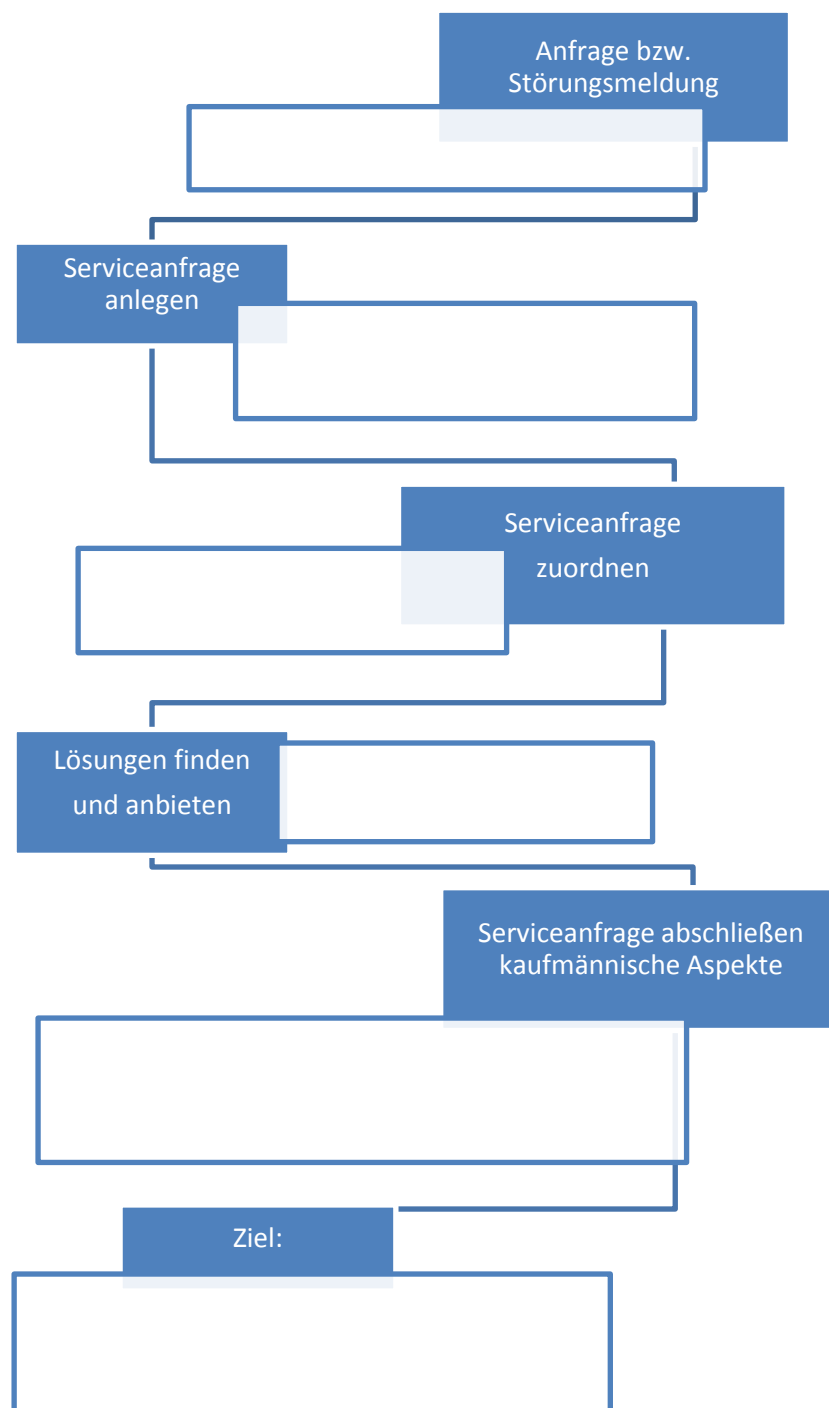 Anfrage bzw.
Störungsmeldung
Serviceanfrage
anlegen
Serviceanfrage
zuordnen
Lösungen finden
und anbieten
Serviceanfrage abschließen
kaufmännische Aspekte
Ziel: